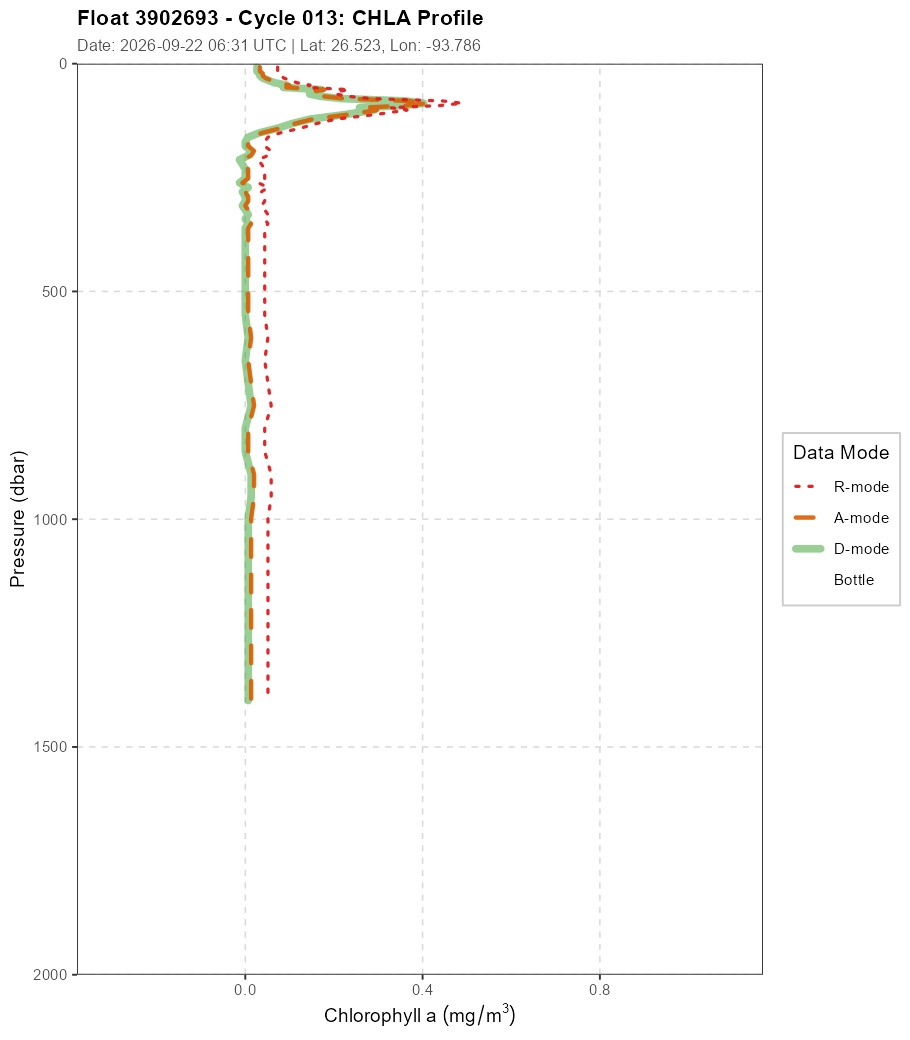 Float 3902693 - Cycle 013: CHLA Profile
Date: 2026-09-22 06:31 UTC | Lat: 26.523, Lon: -93.786
0
500
1000
1500
2000
Pressure (dbar)
0.0 0.4 0.8
Chlorophyll a (mg/m³)
Data Mode
R-mode
A-mode
D-mode
Bottle